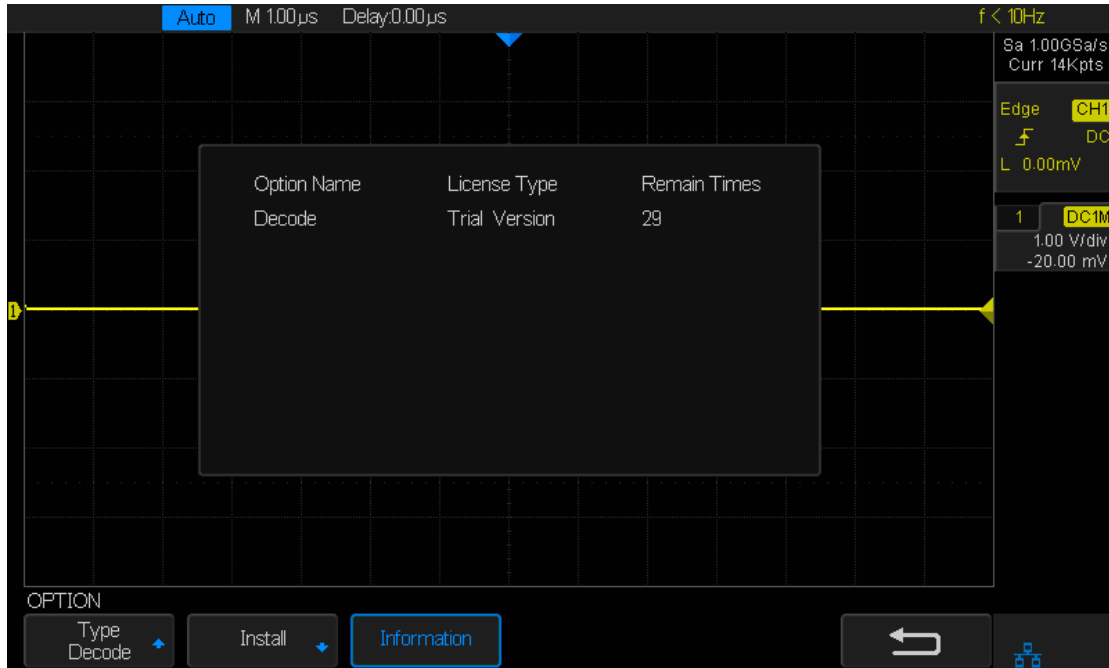 Auto M 1.00μs Delay:0.00μs f < 10Hz
Sa 1.00GSa/s
Curr 14Kpts
Edge CH1
DC
L 0.00mV
Option Name License Type Remain Times
Decode Trial Version 29
1 DC1M
1.00 V/div
-20.00 mV
1
OPTION
Type
Decode
Install
Information